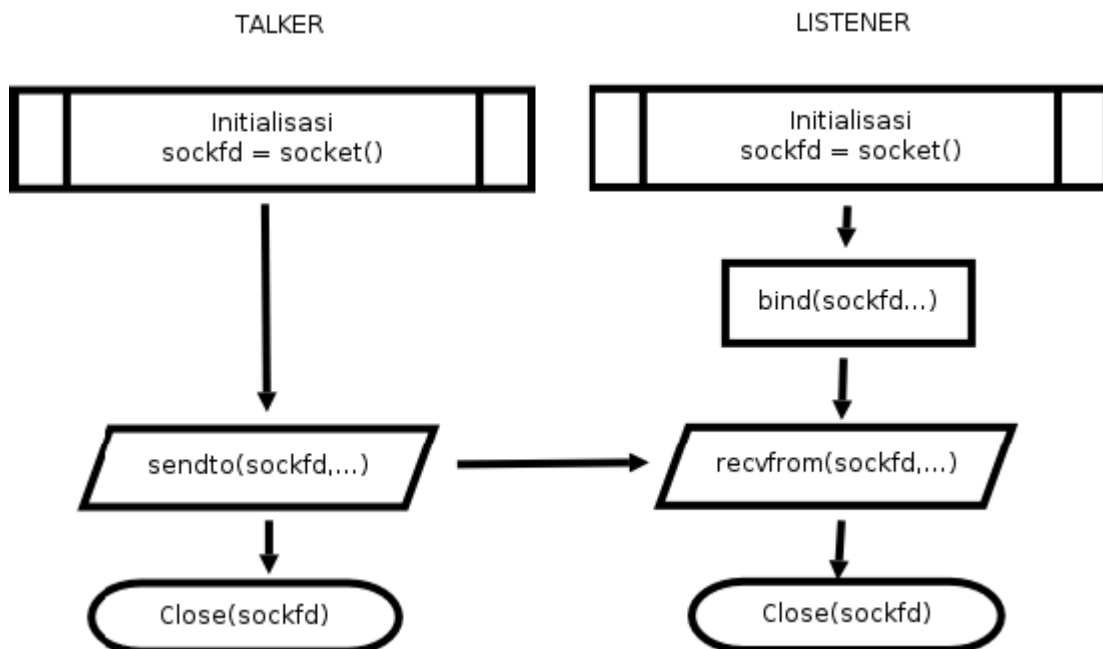 TALKER
LISTENER
Initialisasi
sockfd = socket()
Initialisasi
sockfd = socket()
bind(sockfd...)
sendto(sockfd,...)
recvfrom(sockfd,...)
Close(sockfd)
Close(sockfd)